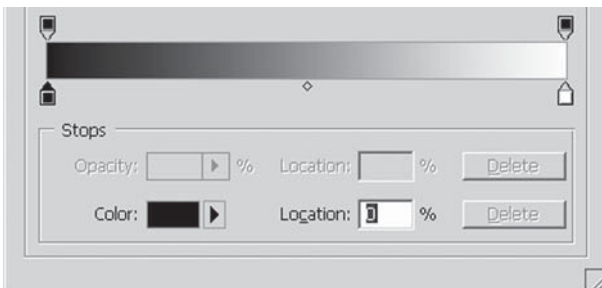 Stops
Opacity: % Location: % Delete
Color: Location: 0 % Delete